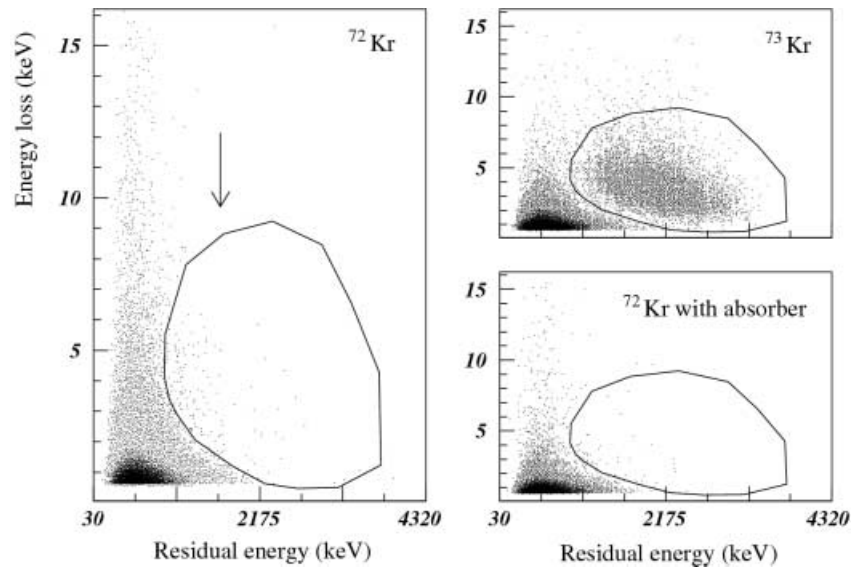 Energy loss (keV)
15
10
5
⁷²Kr
30
2175
4320
Residual energy (keV)
15
10
5
⁷³Kr
15
10
5
⁷²Kr with absorber
30
2175
4320
Residual energy (keV)